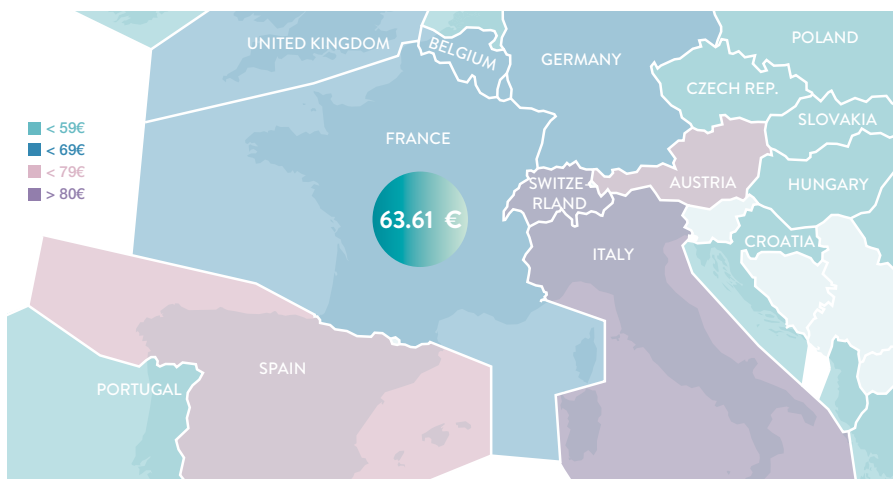 UNITED KINGDOM
BELGIUM
GERMANY
POLAND
CZECH REP.
SLOVAKIA
< 59€
< 69€
< 79€
> 80€
FRANCE
SWITZE-
RLAND
AUSTRIA
HUNGARY
63.61 €
ITALY
CROATIA
SPAIN
PORTUGAL